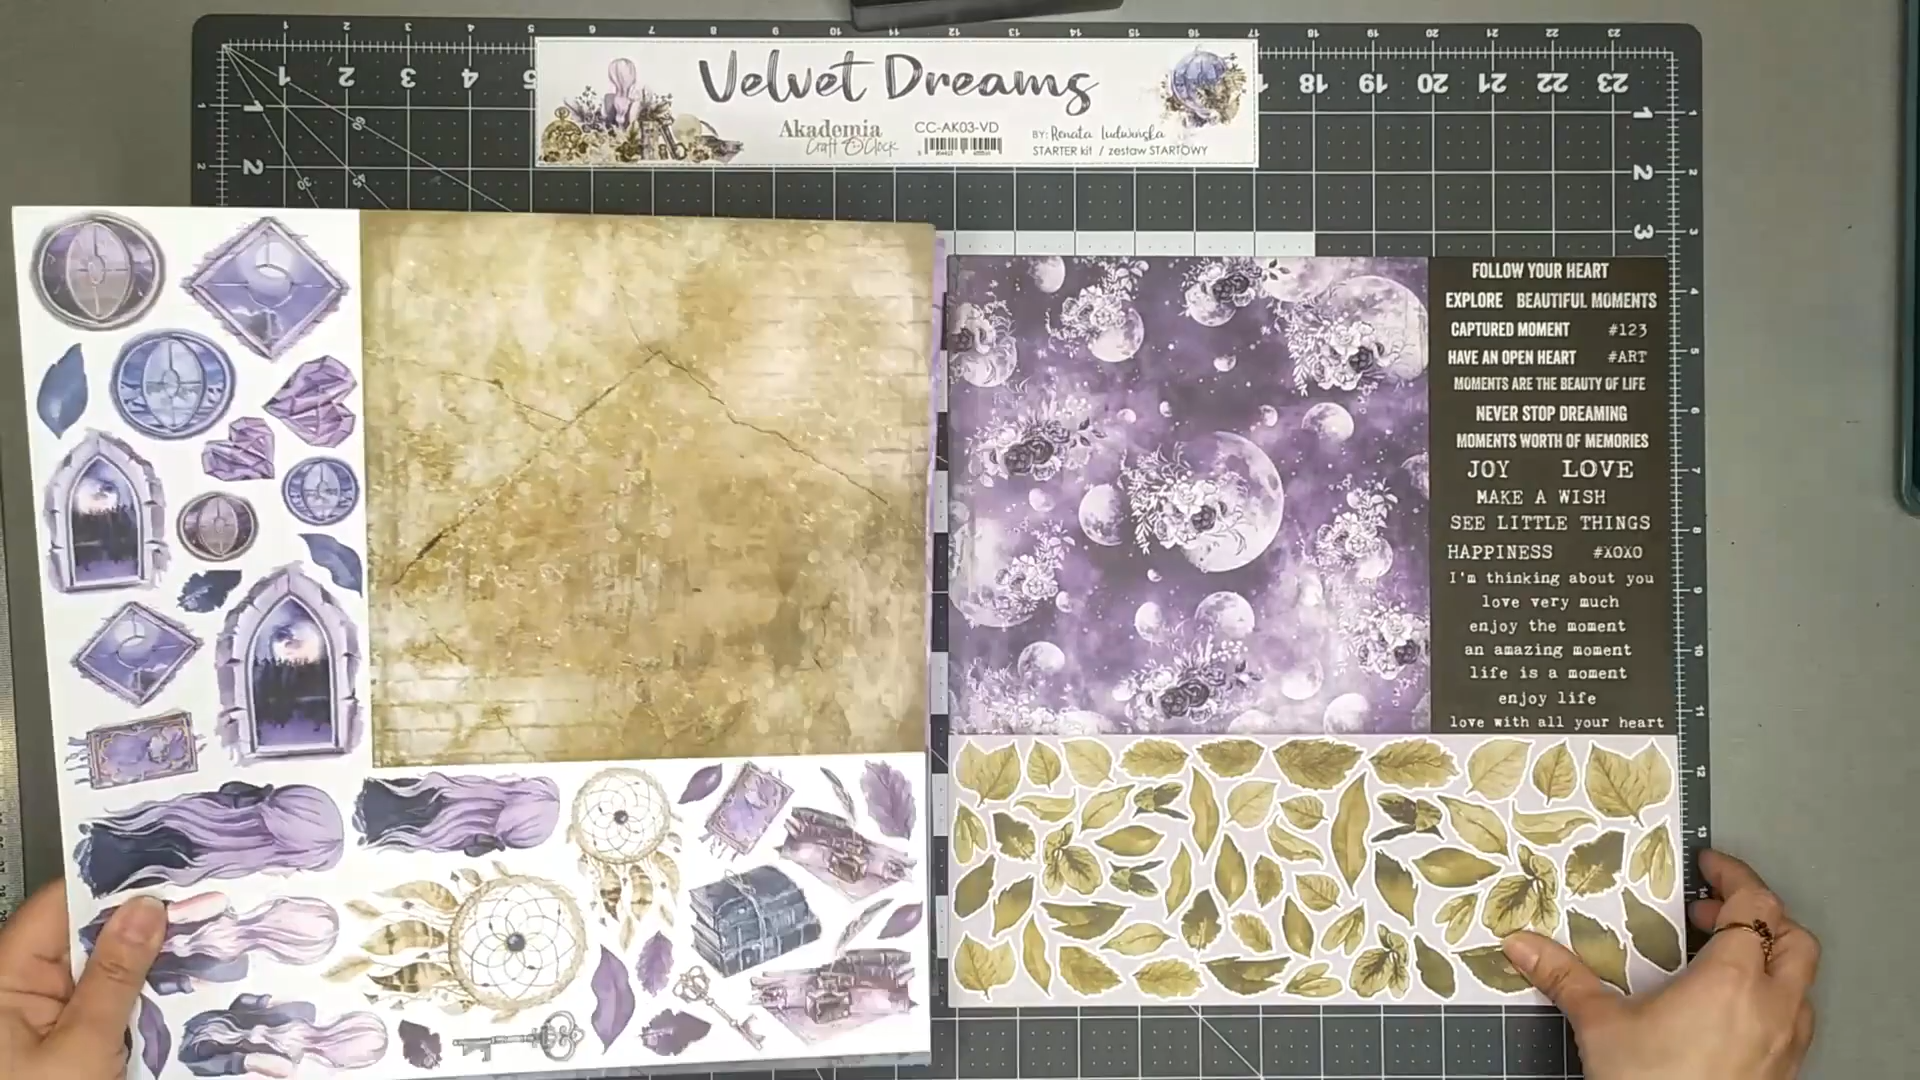 Velvet Dreams
Akademia
Craft O'Clock
CC-AK03-VD
BY: Renata Ludwińska
STARTER kit / zestaw STARTOWY
FOLLOW YOUR HEART
EXPLORE BEAUTIFUL MOMENTS
CAPTURED MOMENT #123
HAVE AN OPEN HEART #ART
MOMENTS ARE THE BEAUTY OF LIFE
NEVER STOP DREAMING
MOMENTS WORTH OF MEMORIES
JOY LOVE
MAKE A WISH
SEE LITTLE THINGS
HAPPINESS #XOXO
I'm thinking about you
love very much
enjoy the moment
an amazing moment
life is a moment
enjoy life
love with all your heart